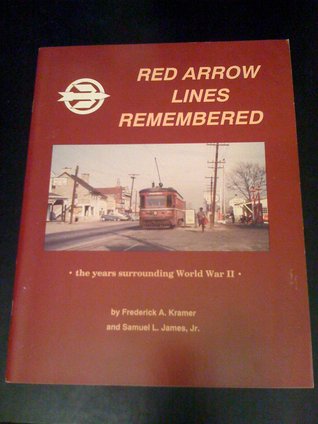 RED ARROW
LINES
REMEMBERED
• the years surrounding World War II •
by Frederick A. Kramer
and Samuel L. James, Jr.